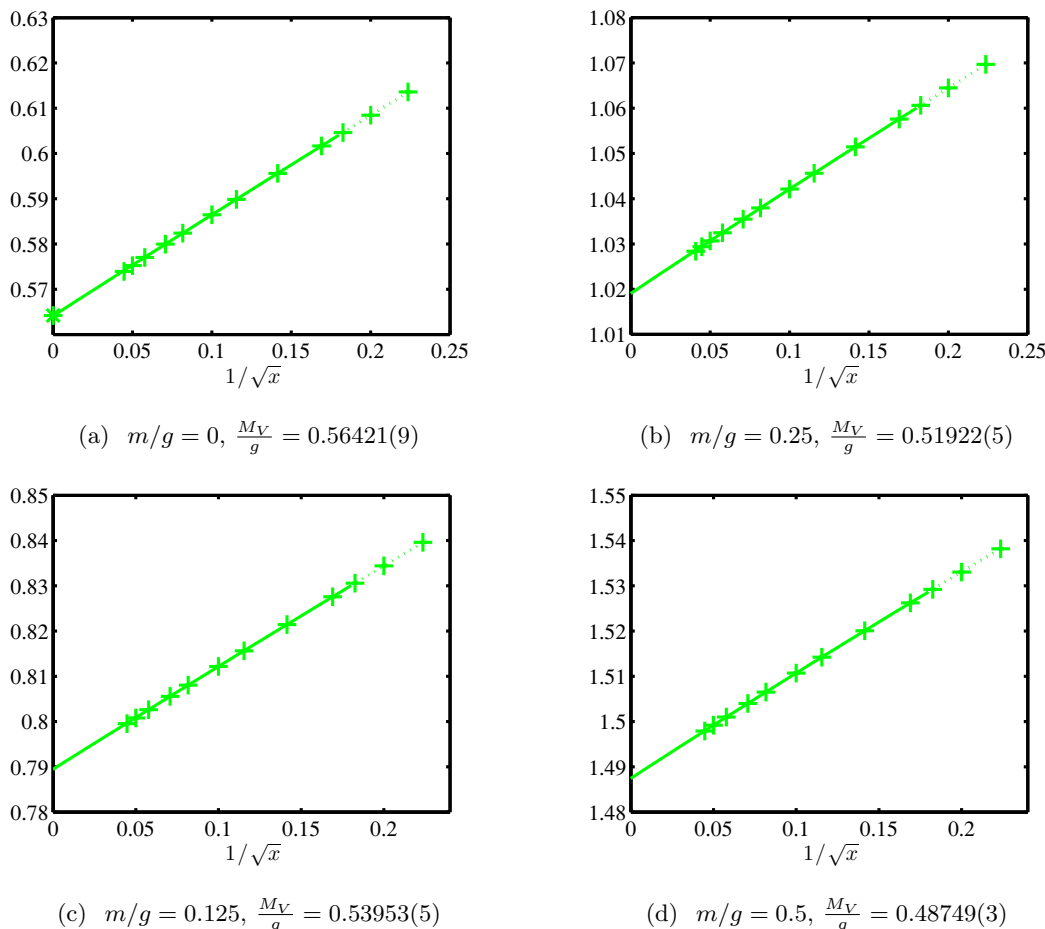 0.63
0.62
0.61
0.6
0.59
0.58
0.57
0 0.05 0.1 0.15 0.2 0.25
1/√x
(a) m/g = 0, M_V/g = 0.56421(9)
1.08
1.07
1.06
1.05
1.04
1.03
1.02
1.01
0 0.05 0.1 0.15 0.2 0.25
1/√x
(b) m/g = 0.25, M_V/g = 0.51922(5)
0.85
0.84
0.83
0.82
0.81
0.8
0.79
0.78
0 0.05 0.1 0.15 0.2
1/√x
(c) m/g = 0.125, M_V/g = 0.53953(5)
1.55
1.54
1.53
1.52
1.51
1.5
1.49
1.48
0 0.05 0.1 0.15 0.2
1/√x
(d) m/g = 0.5, M_V/g = 0.48749(3)